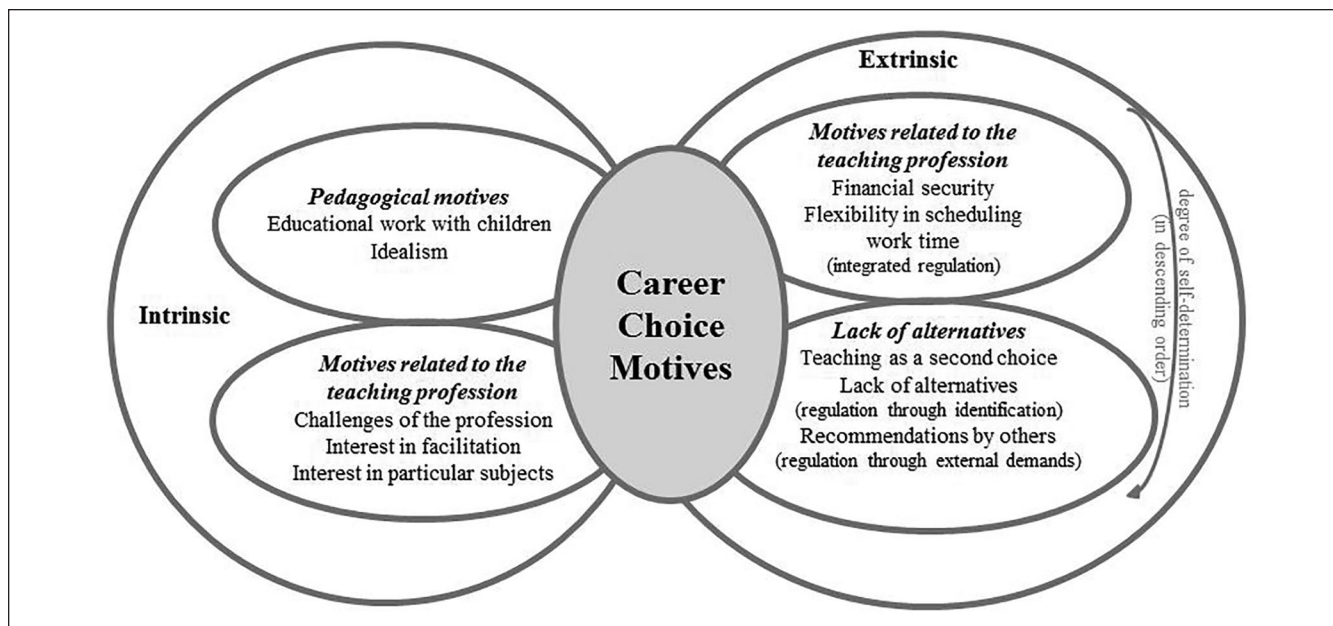 Intrinsic
Pedagogical motives
Educational work with children
Idealism
Motives related to the
teaching profession
Challenges of the profession
Interest in facilitation
Interest in particular subjects
Career
Choice
Motives
Extrinsic
Motives related to the
teaching profession
Financial security
Flexibility in scheduling
work time
(integrated regulation)
Lack of alternatives
Teaching as a second choice
Lack of alternatives
(regulation through identification)
Recommendations by others
(regulation through external demands)
degree of self-determination
(in descending order)